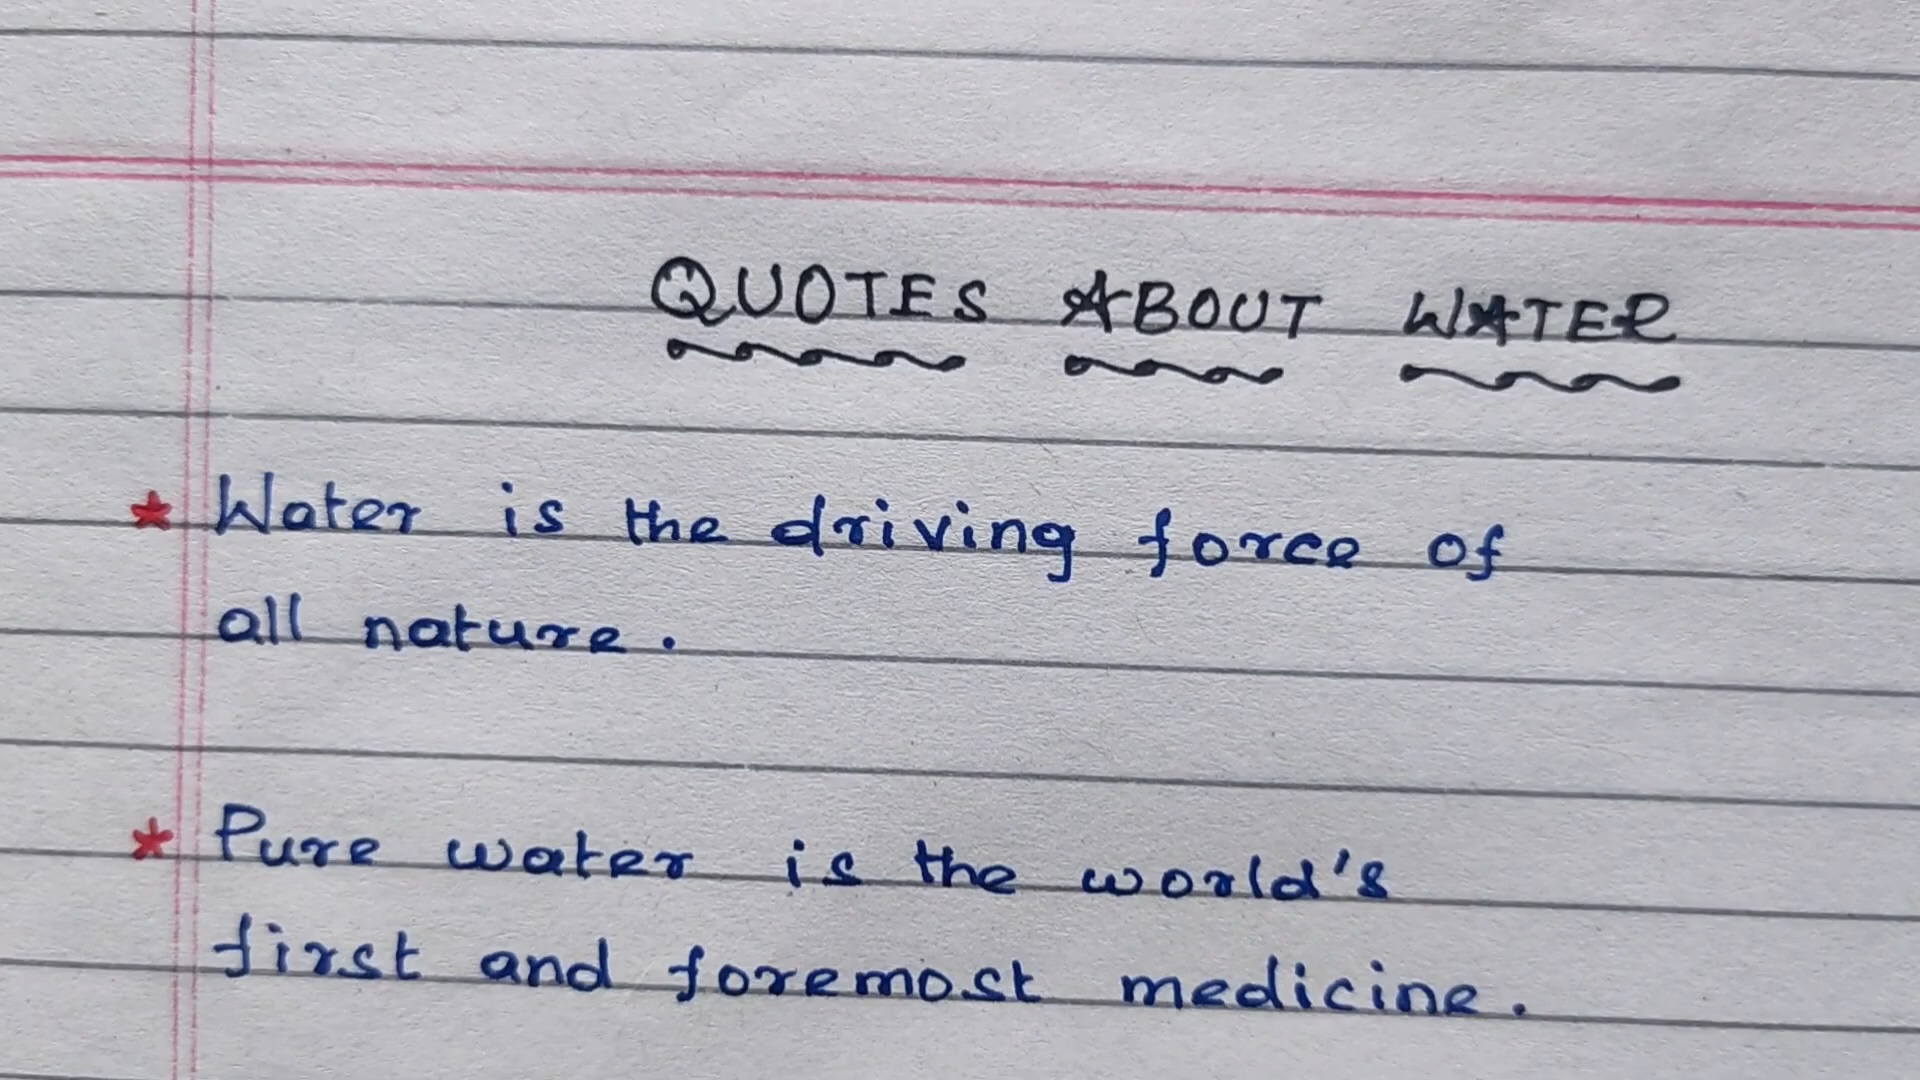 QUOTES ABOUT WATER
* Water is the driving force of
all nature.
* Pure water is the world's
first and foremost medicine.